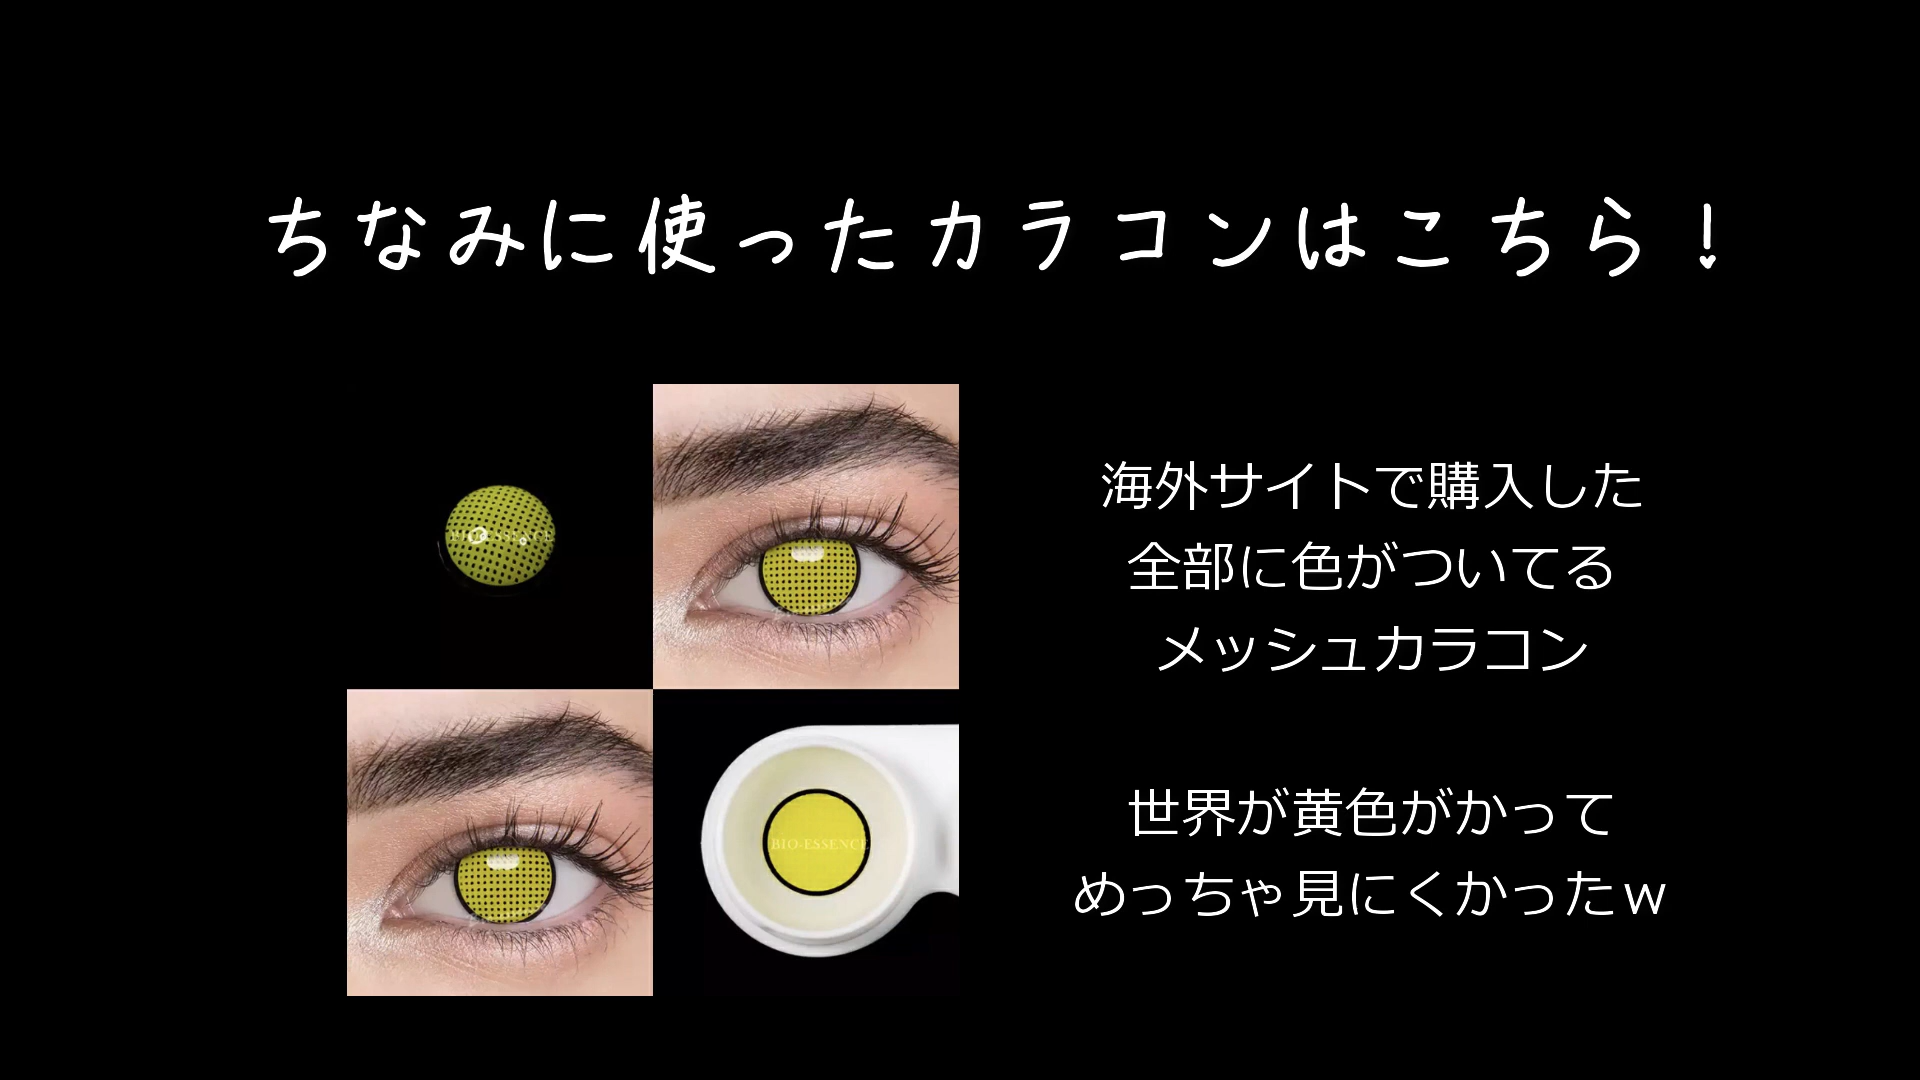 ちなみに使ったカラコンはこちら!
BIO-ESSENCE
海外サイトで購入した
全部に色がついてる
メッシュカラコン
BIO-ESSENCE
世界が黄色がかって
めっちゃ見にくかったw